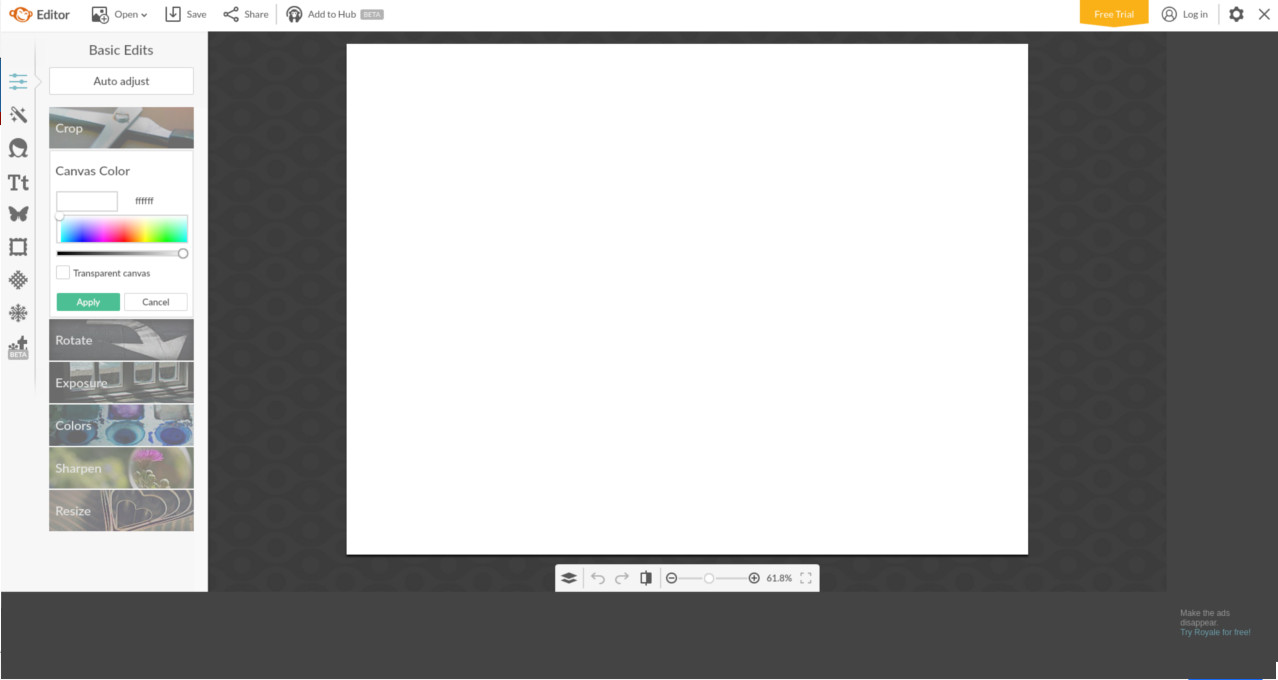 Editor Open Save Share Add to Hub BETA Free Trial Log in
Basic Edits
Auto adjust
Crop
Canvas Color
ffffff
Transparent canvas
Apply Cancel
Rotate
Exposure
Colors
Sharpen
Resize
Tt
BETA
61.8%
Make the ads
disappear.
Try Royale for free!